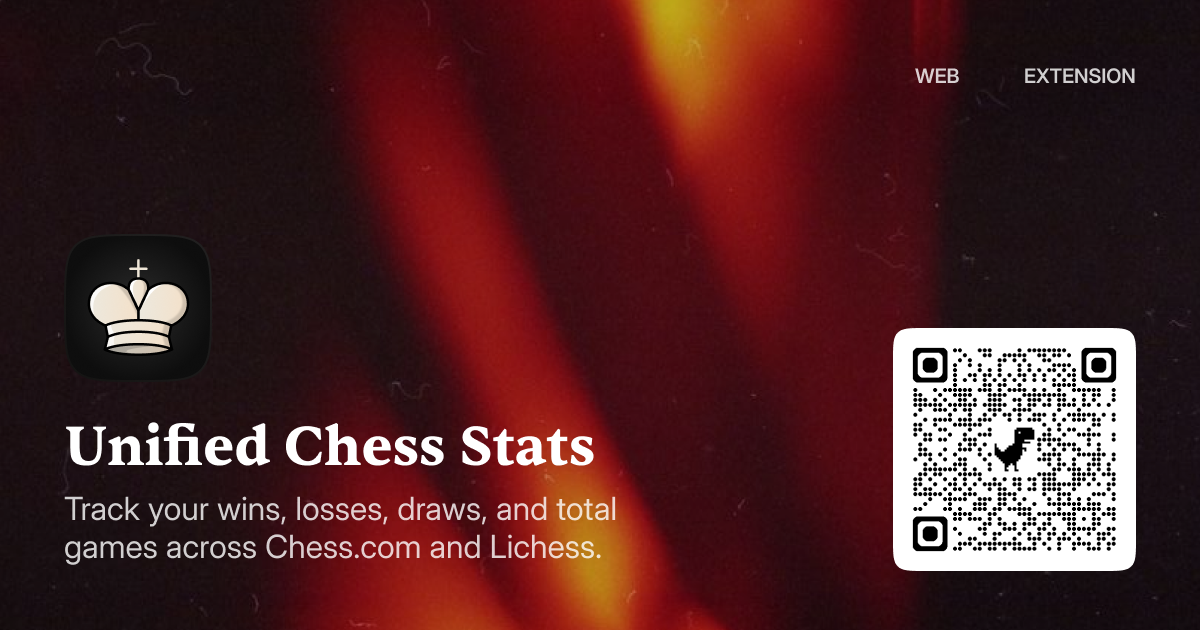 WEB EXTENSION
Unified Chess Stats
Track your wins, losses, draws, and total
games across Chess.com and Lichess.